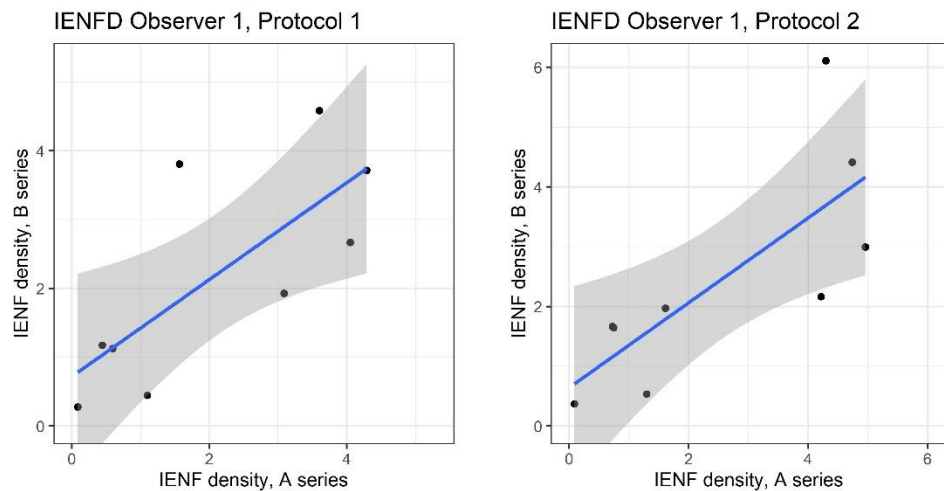 IENFD Observer 1, Protocol 1
IENF density, B series
4
2
0
0
2
4
IENF density, A series
IENFD Observer 1, Protocol 2
IENF density, B series
6
4
2
0
0
2
4
6
IENF density, A series